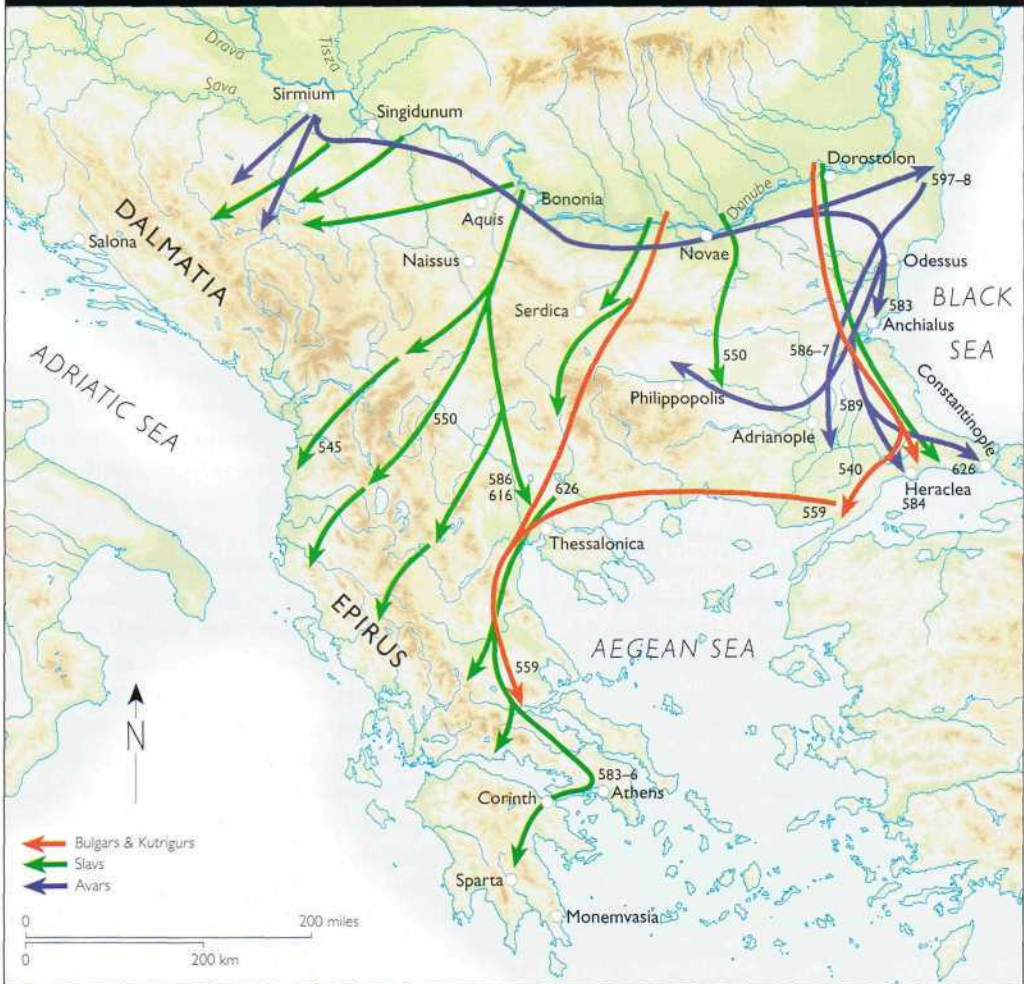 Drava
Tisza
Sava
Sirmium
Singidunum
Dorostolon
597–8
DALMATIA
Bononia
Aquis
Danube
Salona
Naissus
Novae
Odessus
Serdica
583
BLACK
SEA
Anchialus
586–7
550
ADRIATIC SEA
Philippopolis
589
Constantinople
545
550
Adrianople
540
626
586
616
626
Heraclea
584
559
Thessalonica
EPIRUS
AEGEAN SEA
559
N
583–6
Athens
Corinth
Bulgars & Kutrigurs
Slavs
Avars
Sparta
Monemvasia
0
200 miles
0
200 km